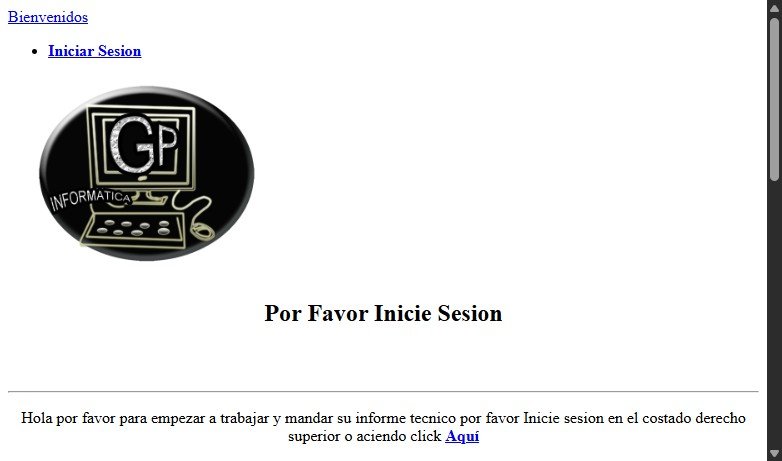 Bienvenidos
Iniciar Sesion
GP
INFORMATICA
Por Favor Inicie Sesion
Hola por favor para empezar a trabajar y mandar su informe tecnico por favor Inicie sesion en el costado derecho
superior o aciendo click Aquí